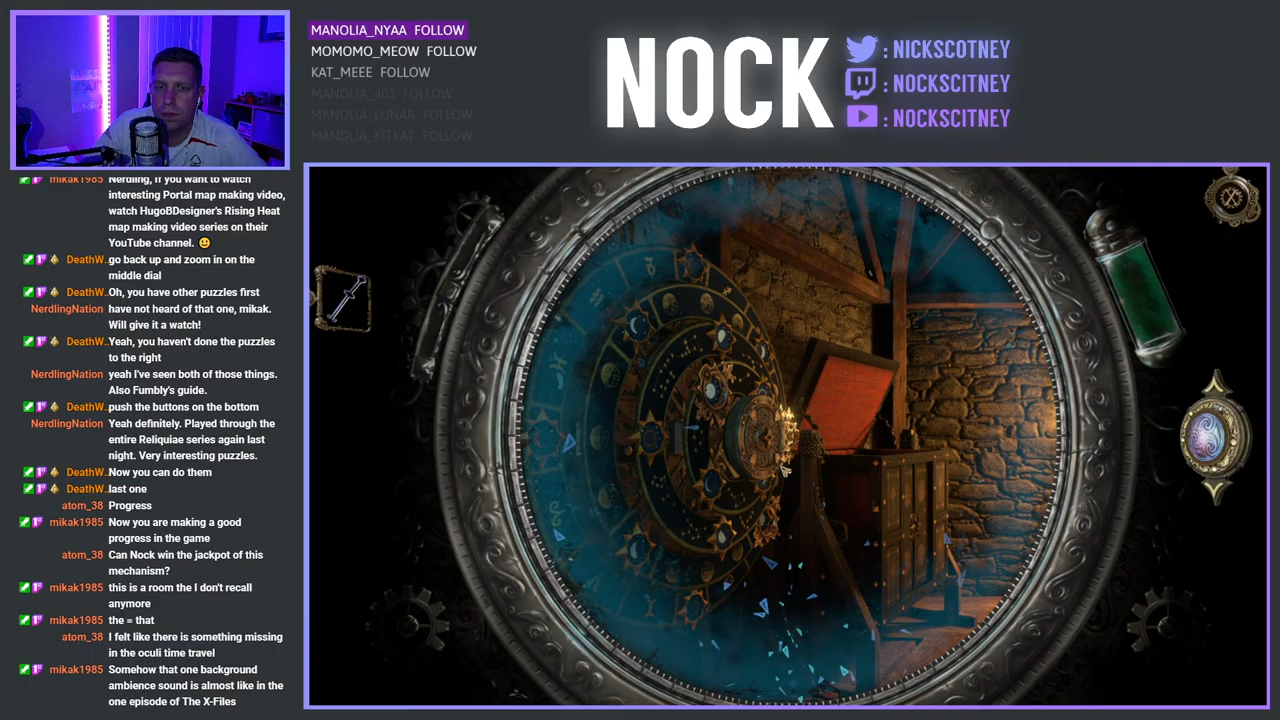 MANOLIA_NYAA FOLLOW
MOMOMO_MEOW FOLLOW
KAT_MEEE FOLLOW
MANOLIA_403 FOLLOW
MANOLIA_LUNAR FOLLOW
MANOLIA_KITKAT FOLLOW
NOCK
: NICKSCOTNEY
: NOCKSCITNEY
: NOCKSCITNEY
mikak1985 Nerdling, if you want to watch
interesting Portal map making video,
watch HugoBDesigner's Rising Heat
map making video series on their
YouTube channel. 🙂
DeathW.. go back up and zoom in on the
middle dial
DeathW.. Oh, you have other puzzles first
NerdlingNation have not heard of that one, mikak.
Will give it a watch!
DeathW.. Yeah, you haven't done the puzzles
to the right
NerdlingNation yeah I've seen both of those things.
Also Fumbly's guide.
DeathW.. push the buttons on the bottom
NerdlingNation Yeah definitely. Played through the
entire Reliquiae series again last
night. Very interesting puzzles.
DeathW.. Now you can do them
DeathW.. last one
atom_38 Progress
mikak1985 Now you are making a good
progress in the game
atom_38 Can Nock win the jackpot of this
mechanism?
mikak1985 this is a room the I don't recall
anymore
mikak1985 the = that
atom_38 I felt like there is something missing
in the oculi time travel
mikak1985 Somehow that one background
ambience sound is almost like in the
one episode of The X-Files